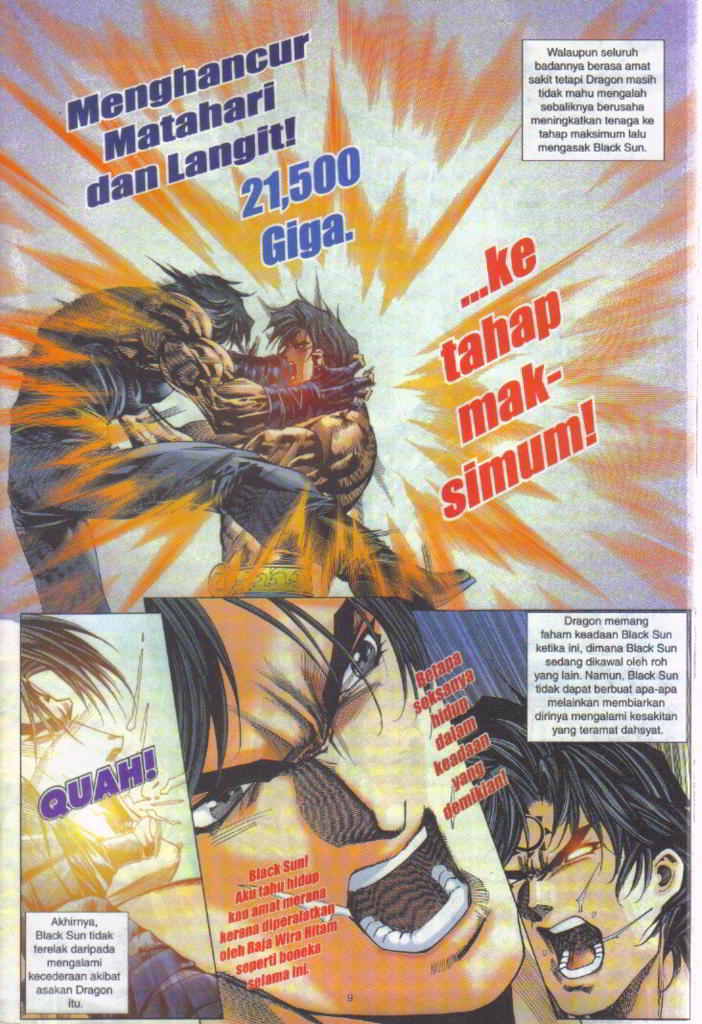 Menghancur
Matahari
dan Langit!
21,500
Giga.
Walaupun seluruh
badannya berasa amat
sakit tetapi Dragon masih
tidak mahu mengalah
sebaliknya berusaha
meningkatkan tenaga ke
tahap maksimum lalu
mengasak Black Sun.
...ke
tahap
mak-
simum!
QUAH!
Akhirnya,
Black Sun tidak
terelak daripada
mengalami
kecederaan akibat
asakan Dragon
itu.
Black Sun!
Aku tahu hidup
kau amat merana
kerana diperalatkan
oleh Raja Wira Hitam
seperti boneka
selama ini.
Betapa
seksanya
hidup
dalam
keadaan
yang
demikian!
Dragon memang
faham keadaan Black Sun
ketika ini, dimana Black Sun
sedang dikawal oleh roh
yang lain. Namun, Black Sun
tidak dapat berbuat apa-apa
melainkan membiarkan
dirinya mengalami kesakitan
yang teramat dahsyat.
9